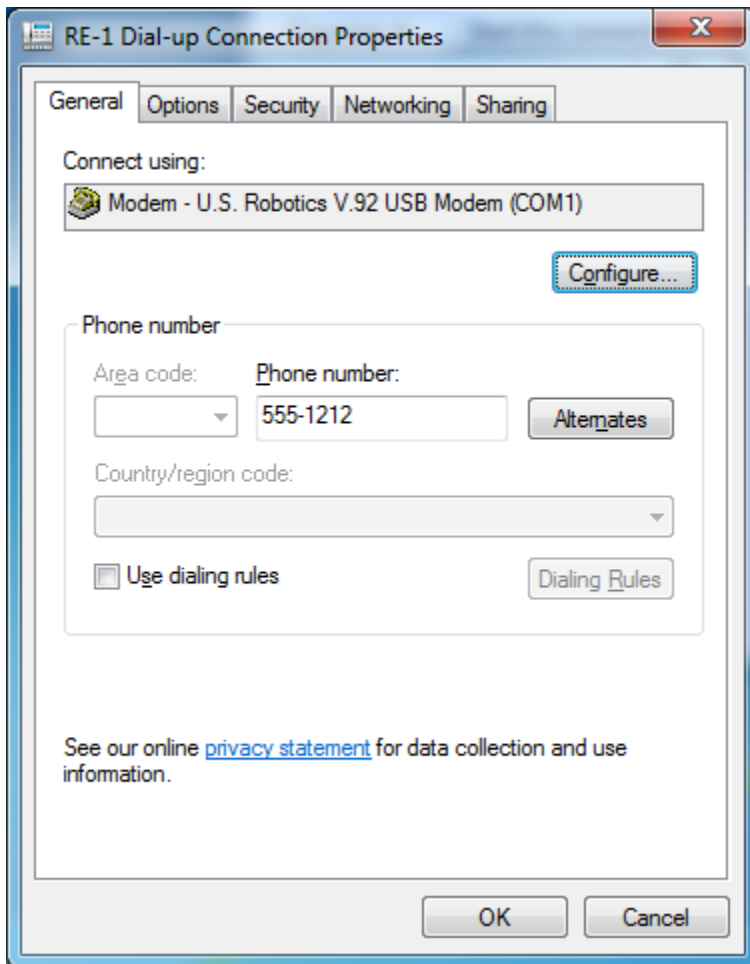 RE-1 Dial-up Connection Properties
General Options Security Networking Sharing
Connect using:
Modem - U.S. Robotics V.92 USB Modem (COM1)
Configure...
Phone number
Area code: Phone number:
555-1212 Alternates
Country/region code:
Use dialing rules Dialing Rules
See our online privacy statement for data collection and use
information.
OK Cancel